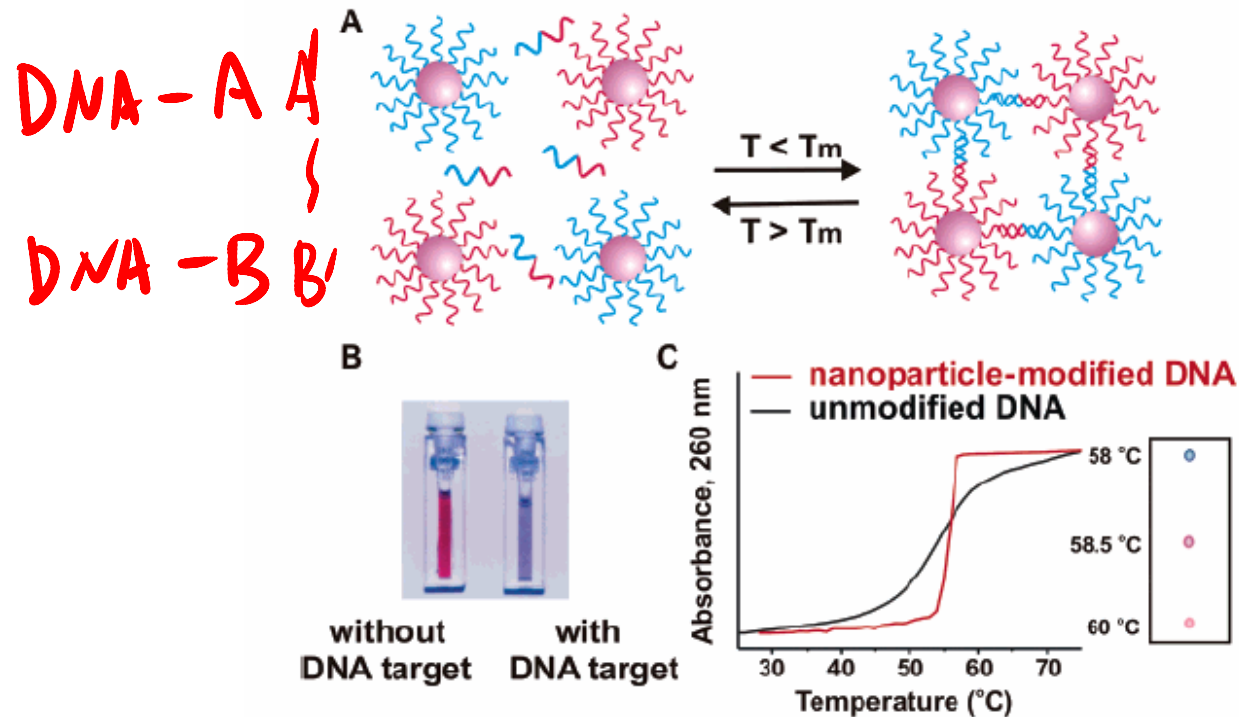 DNA - A A'
DNA - B B'
A
T < Tm
T > Tm
B
without
DNA target
with
DNA target
C
nanoparticle-modified DNA
unmodified DNA
Absorbance, 260 nm
30 40 50 60 70
Temperature (°C)
58 °C
58.5 °C
60 °C